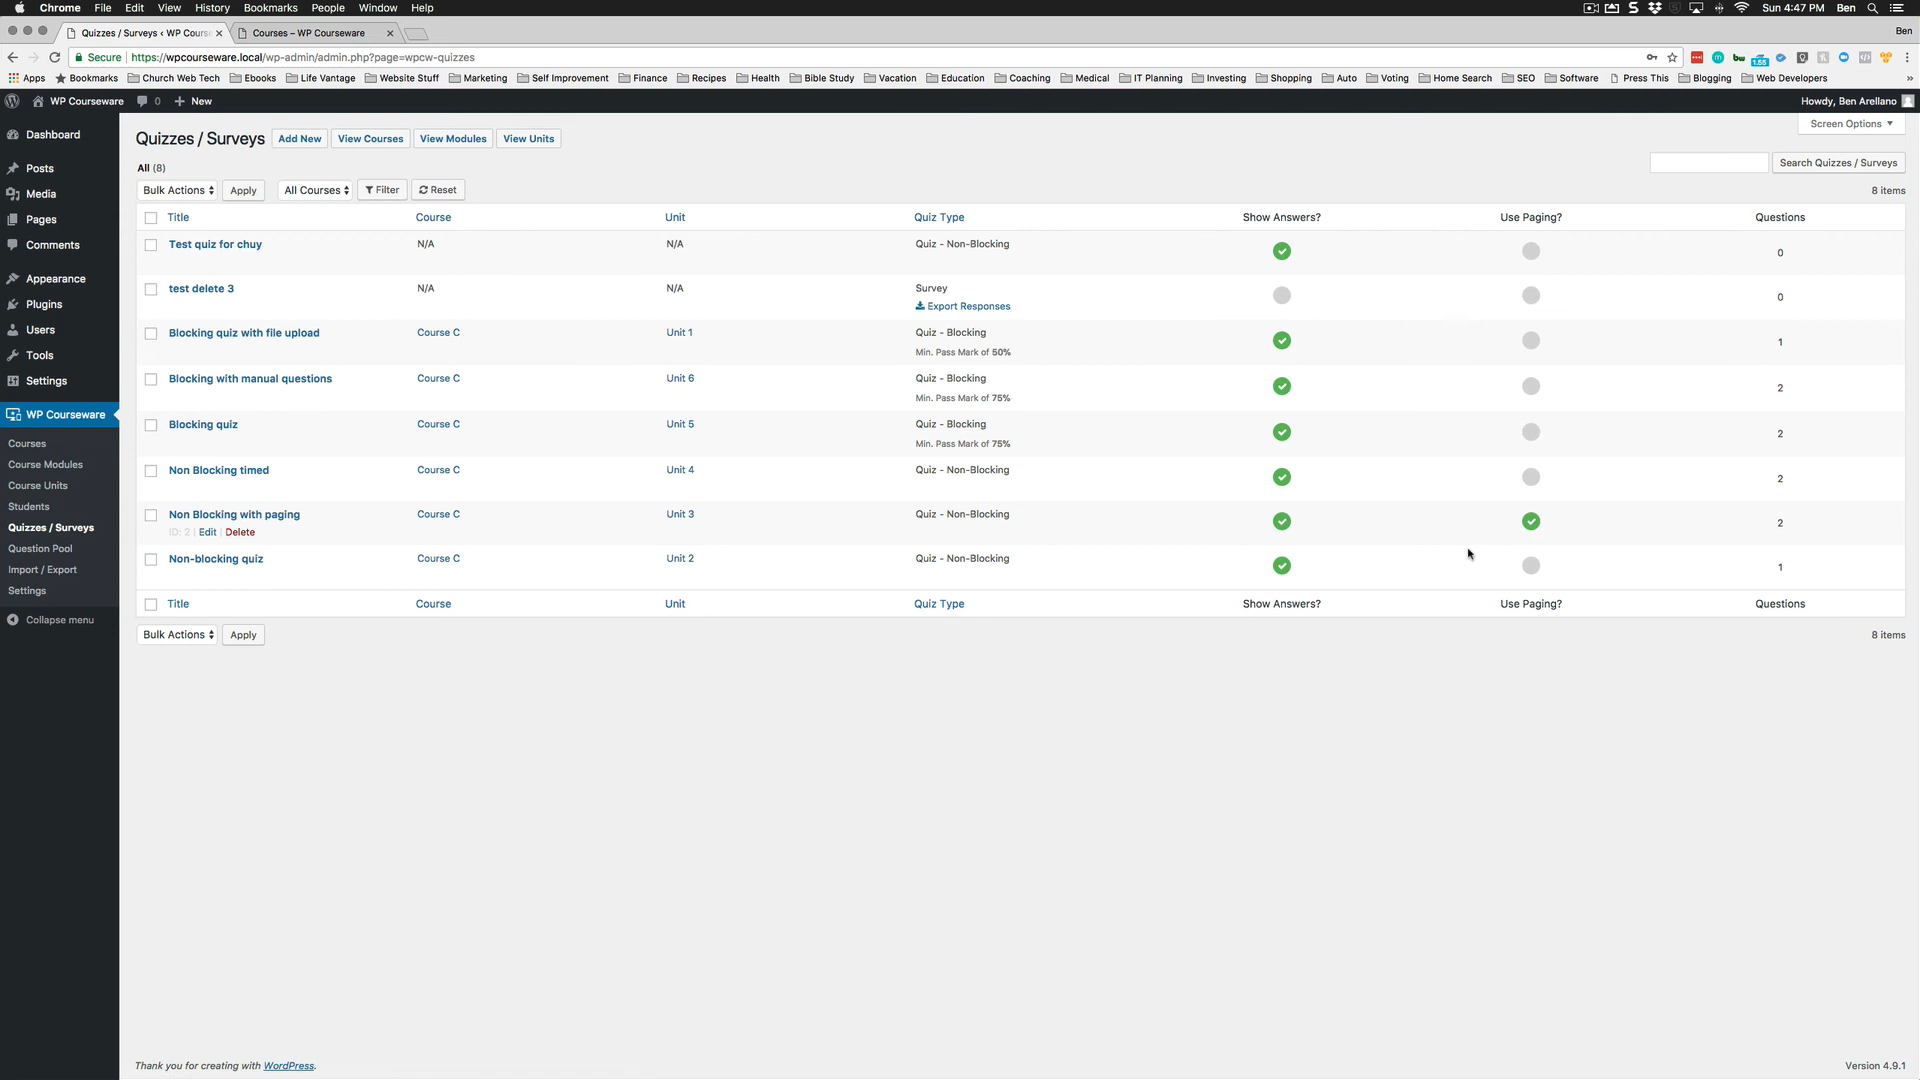 Chrome File Edit View History Bookmarks People Window Help Sun 4:47 PM Ben
Quizzes / Surveys ‹ WP Cours Courses – WP Courseware Ben
Secure https://wpcourseware.local/wp-admin/admin.php?page=wpcw-quizzes 1.55
Apps Bookmarks Church Web Tech Ebooks Life Vantage Website Stuff Marketing Self Improvement Finance Recipes Health Bible Study Vacation Education Coaching Medical IT Planning Investing Shopping Auto Voting Home Search SEO Software Press This Blogging Web Developers »
WP Courseware 0 + New Howdy, Ben Arellano
Screen Options
Dashboard
Posts
Media
Pages
Comments
Appearance
Plugins
Users
Tools
Settings
WP Courseware
Courses
Course Modules
Course Units
Students
Quizzes / Surveys
Question Pool
Import / Export
Settings
Collapse menu
Quizzes / Surveys Add New View Courses View Modules View Units
All (8) Search Quizzes / Surveys
Bulk Actions Apply All Courses Filter Reset 8 items
Title Course Unit Quiz Type Show Answers? Use Paging? Questions
Test quiz for chuy N/A N/A Quiz - Non-Blocking 0
test delete 3 N/A N/A Survey 0
Export Responses
Blocking quiz with file upload Course C Unit 1 Quiz - Blocking 1
Min. Pass Mark of 50%
Blocking with manual questions Course C Unit 6 Quiz - Blocking 2
Min. Pass Mark of 75%
Blocking quiz Course C Unit 5 Quiz - Blocking 2
Min. Pass Mark of 75%
Non Blocking timed Course C Unit 4 Quiz - Non-Blocking 2
Non Blocking with paging Course C Unit 3 Quiz - Non-Blocking 2
ID: 2 | Edit | Delete
Non-blocking quiz Course C Unit 2 Quiz - Non-Blocking 1
Title Course Unit Quiz Type Show Answers? Use Paging? Questions
Bulk Actions Apply 8 items
Thank you for creating with WordPress. Version 4.9.1